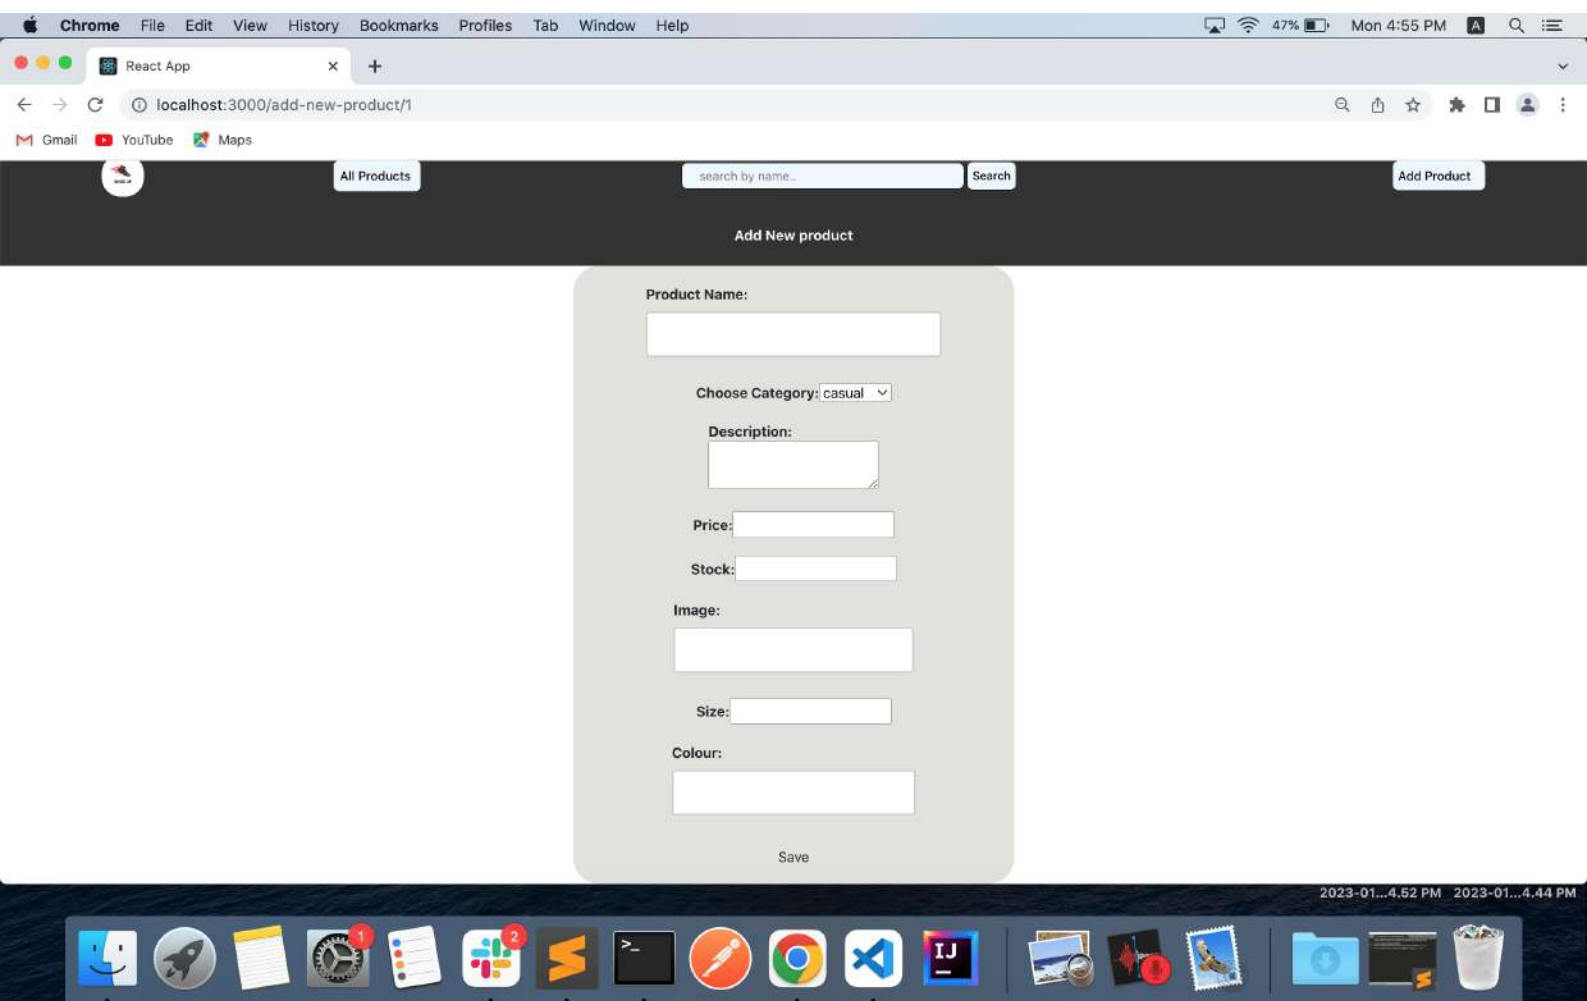 Chrome File Edit View History Bookmarks Profiles Tab Window Help 47% Mon 4:55 PM A
React App
localhost:3000/add-new-product/1
Gmail YouTube Maps
All Products search by name.. Search Add Product
Add New product
Product Name:
Choose Category: casual
Description:
Price:
Stock:
Image:
Size:
Colour:
Save
2023-01...4.52 PM 2023-01...4.44 PM
1 2 >_ IJ